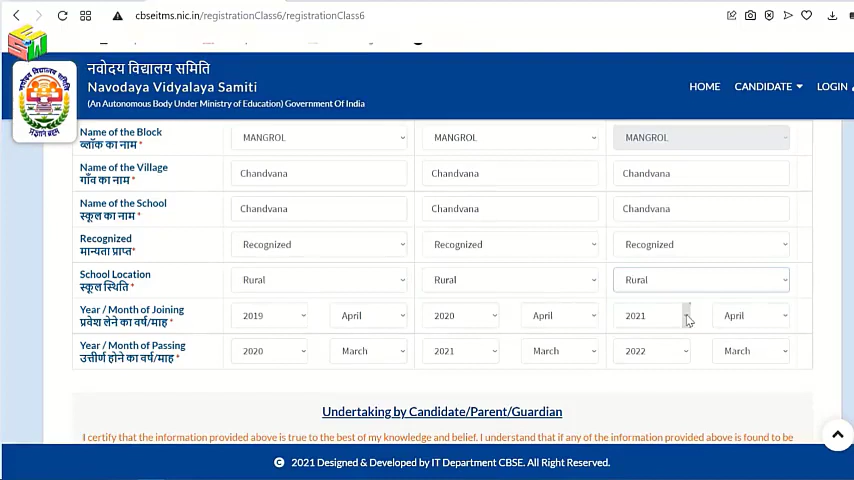 cbseitms.nic.in/registrationClass6/registrationClass6
नवोदय विद्यालय समिति
Navodaya Vidyalaya Samiti
(An Autonomous Body Under Ministry of Education) Government Of India
HOME CANDIDATE LOGIN
Name of the Block
ब्लॉक का नाम *
MANGROL MANGROL MANGROL
Name of the Village
गाँव का नाम *
Chandvana Chandvana Chandvana
Name of the School
स्कूल का नाम *
Chandvana Chandvana Chandvana
Recognized
मान्यता प्राप्त*
Recognized Recognized Recognized
School Location
स्कूल स्थिति *
Rural Rural Rural
Year / Month of Joining
प्रवेश लेने का वर्ष/माह *
2019 April 2020 April 2021 April
Year / Month of Passing
उत्तीर्ण होने का वर्ष/माह *
2020 March 2021 March 2022 March
Undertaking by Candidate/Parent/Guardian
I certify that the information provided above is true to the best of my knowledge and belief. I understand that if any of the information provided above is found to be
2021 Designed & Developed by IT Department CBSE. All Right Reserved.